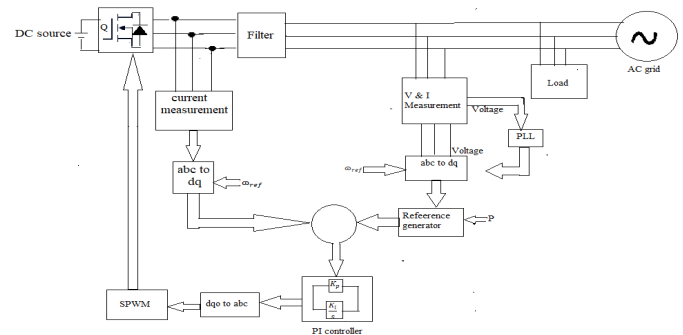 DC source
Q
Filter
AC grid
Load
current
measurement
V & I
Measurement
Voltage
PLL
Voltage
abc to
dq
ω_ref
ω_ref
abc to dq
Refeerence
generator
P
K_p
K_i
s
SPWM
dqo to abc
PI controller